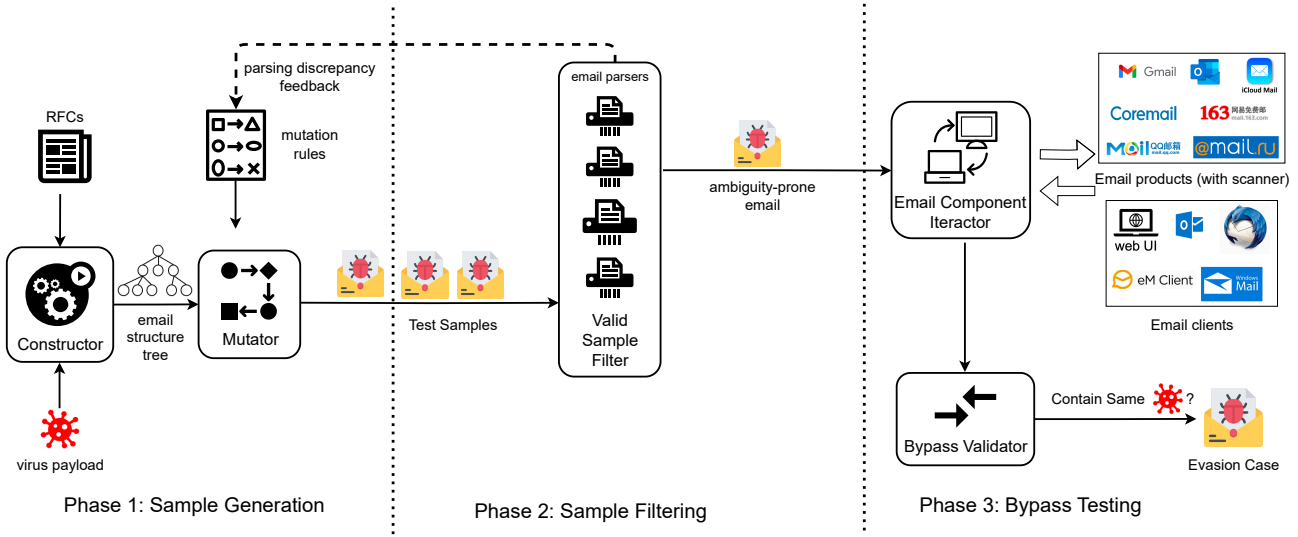 RFCs
Constructor
virus payload
email
structure
tree
parsing discrepancy
feedback
mutation
rules
Mutator
Phase 1: Sample Generation
Test Samples
email parsers
Valid
Sample
Filter
Phase 2: Sample Filtering
ambiguity-prone
email
Email Component
Iteractor
Gmail
iCloud Mail
Coremail
163 网易免费邮
mail.163.com
Mail QQ邮箱
mail.qq.com
@mail.ru
Email products (with scanner)
web UI
eM Client
Windows
Mail
Email clients
Bypass Validator
Contain Same ?
Evasion Case
Phase 3: Bypass Testing